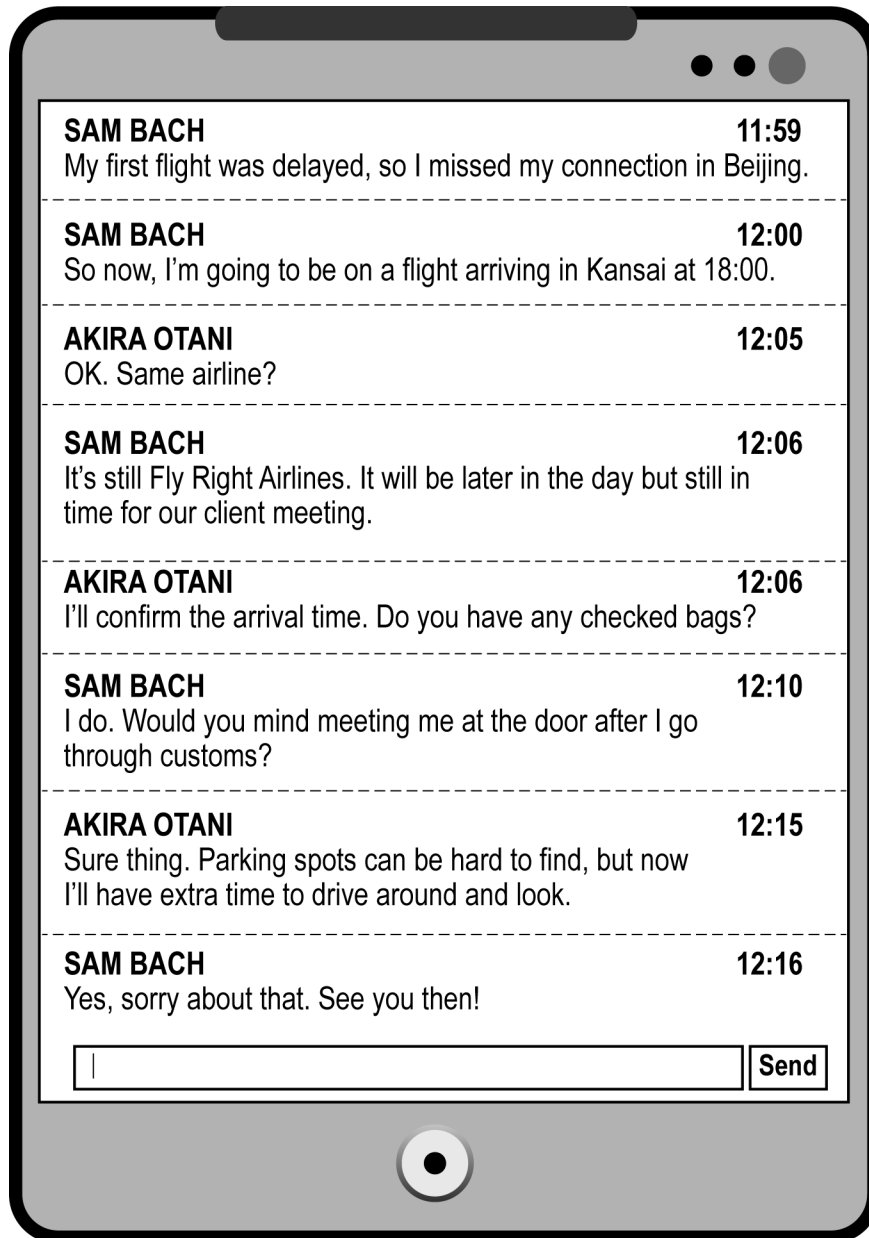 SAM BACH 11:59
My first flight was delayed, so I missed my connection in Beijing.
SAM BACH 12:00
So now, I'm going to be on a flight arriving in Kansai at 18:00.
AKIRA OTANI 12:05
OK. Same airline?
SAM BACH 12:06
It's still Fly Right Airlines. It will be later in the day but still in
time for our client meeting.
AKIRA OTANI 12:06
I'll confirm the arrival time. Do you have any checked bags?
SAM BACH 12:10
I do. Would you mind meeting me at the door after I go
through customs?
AKIRA OTANI 12:15
Sure thing. Parking spots can be hard to find, but now
I'll have extra time to drive around and look.
SAM BACH 12:16
Yes, sorry about that. See you then!
Send